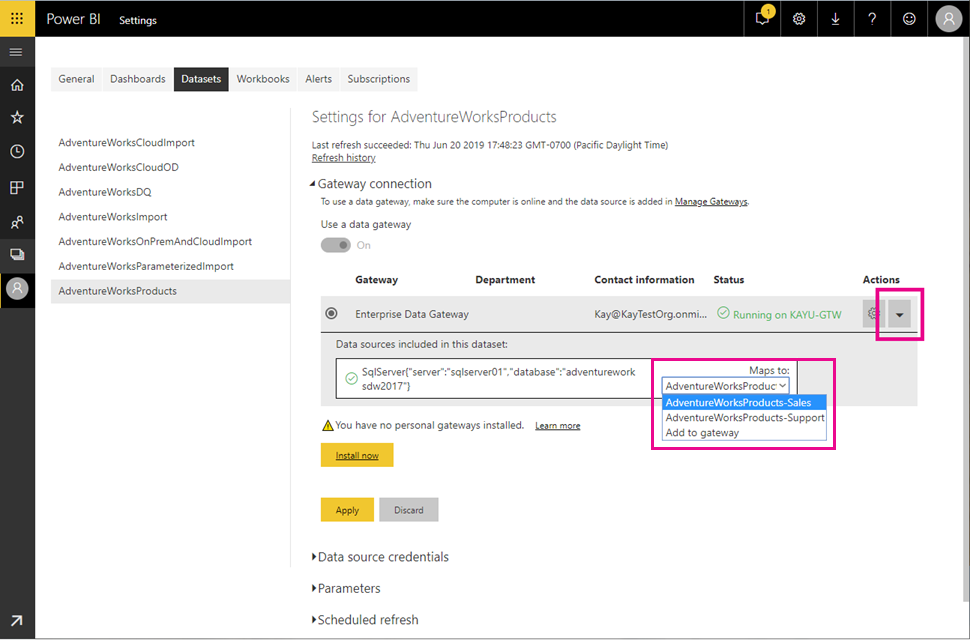 Power BI Settings
1
General Dashboards Datasets Workbooks Alerts Subscriptions
AdventureWorksCloudImport
AdventureWorksCloudOD
AdventureWorksDQ
AdventureWorksImport
AdventureWorksOnPremAndCloudImport
AdventureWorksParameterizedImport
AdventureWorksProducts
Settings for AdventureWorksProducts
Last refresh succeeded: Thu Jun 20 2019 17:48:23 GMT-0700 (Pacific Daylight Time)
Refresh history
Gateway connection
To use a data gateway, make sure the computer is online and the data source is added in Manage Gateways.
Use a data gateway
On
Gateway Department Contact information Status Actions
Enterprise Data Gateway Kay@KayTestOrg.onmi... Running on KAYU-GTW
Data sources included in this dataset:
SqlServer{"server":"sqlserver01","database":"adventurework
sdw2017"}
Maps to:
AdventureWorksProduc
AdventureWorksProducts-Sales
AdventureWorksProducts-Support
Add to gateway
You have no personal gateways installed. Learn more
Install now
Apply Discard
Data source credentials
Parameters
Scheduled refresh